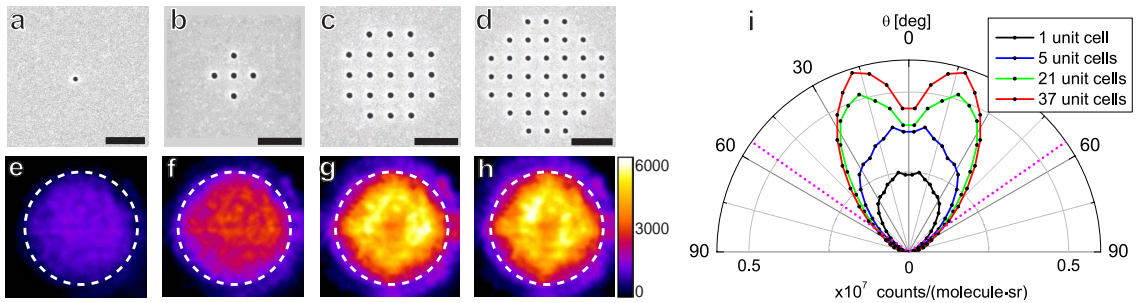 a
b
c
d
e
f
g
h
6000
3000
0
i
θ [deg]
0
30
60
90
60
90
1 unit cell
5 unit cells
21 unit cells
37 unit cells
0.5
0
0.5
x10⁷ counts/(molecule·sr)